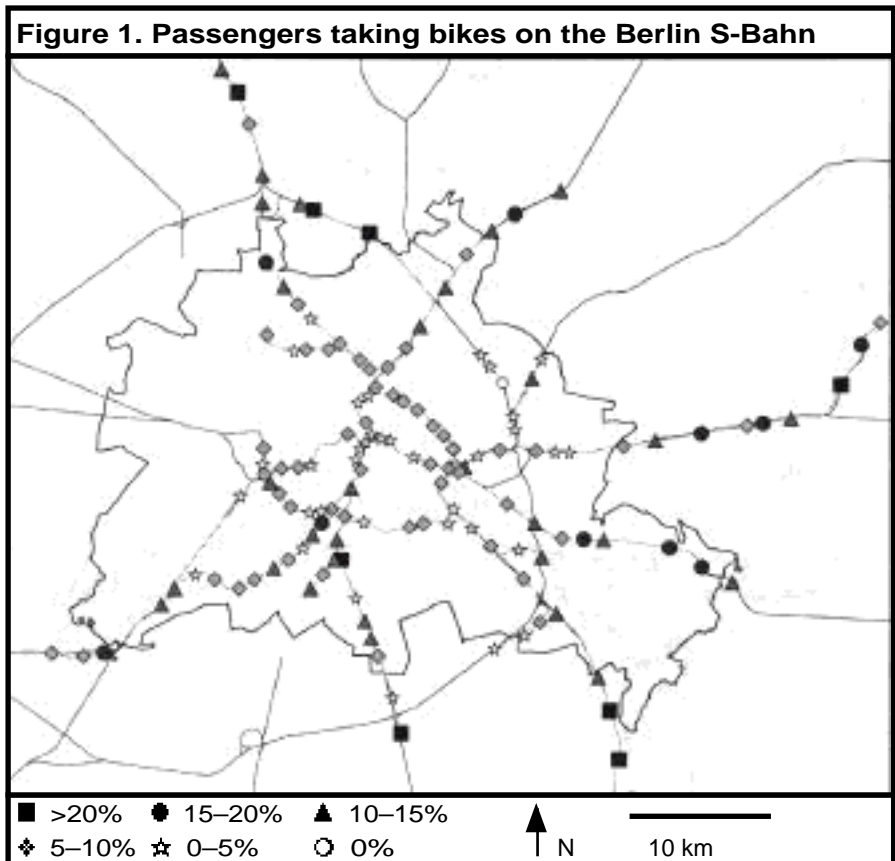 Figure 1. Passengers taking bikes on the Berlin S-Bahn
>20% 15–20% 10–15%
5–10% 0–5% 0% N 10 km